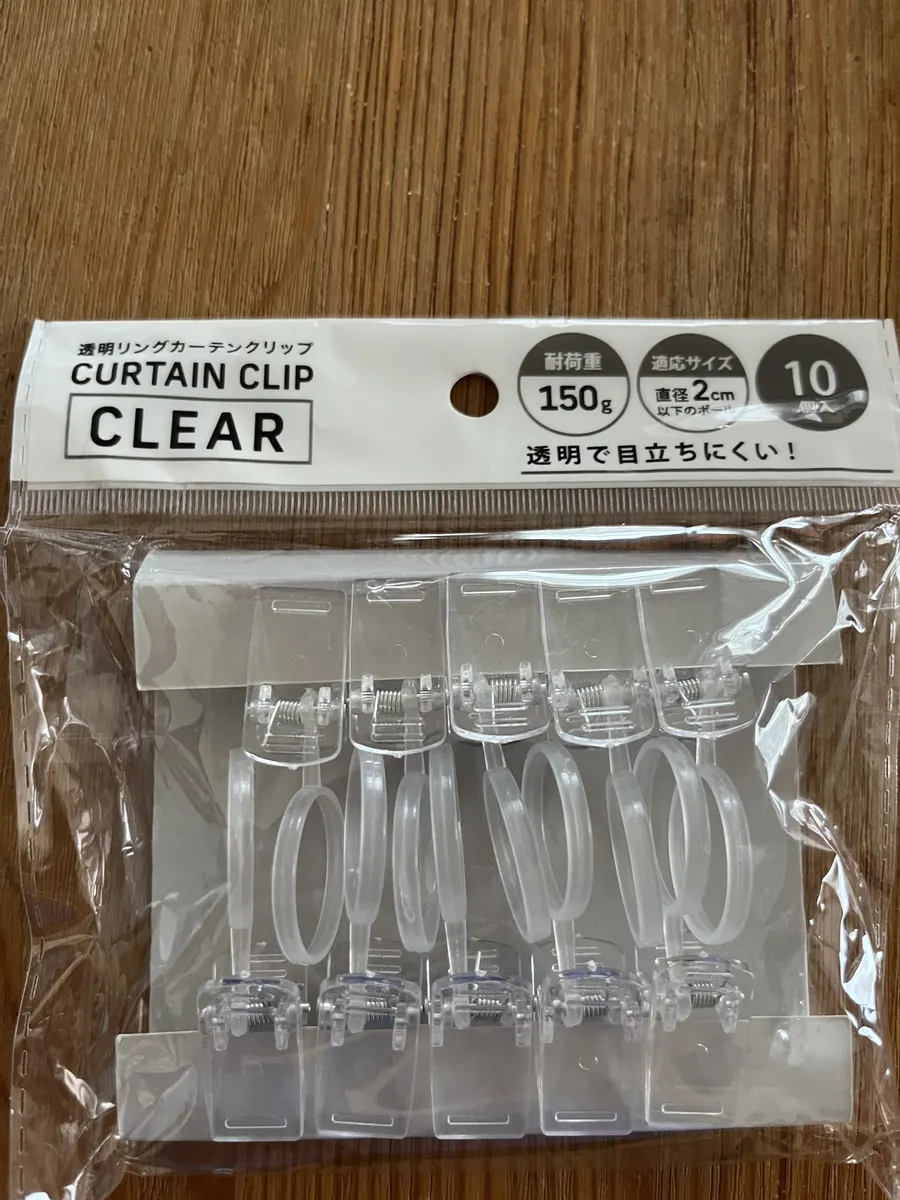 透明リングカーテンクリップ
CURTAIN CLIP
CLEAR
耐荷重
150g
適応サイズ
直径2cm
以下のポール
10
個入
透明で目立ちにくい！